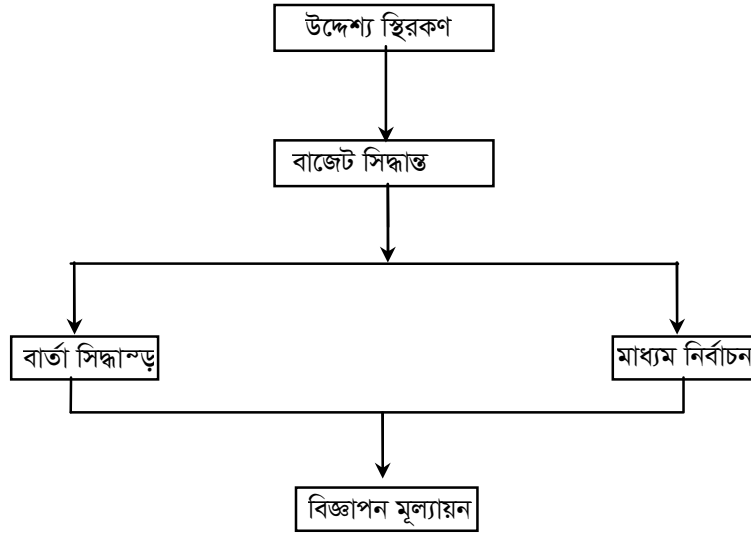 উদ্দেশ্য স্থিরকণ
বাজেট সিদ্ধান্ত
বার্তা সিদ্ধান্ড়
মাধ্যম নির্বাচন
বিজ্ঞাপন মূল্যায়ন